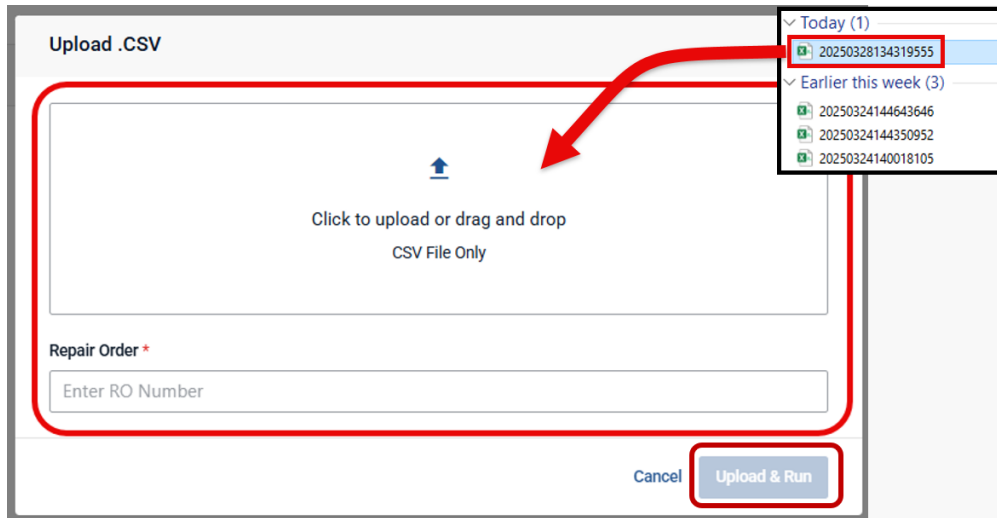 Upload .CSV
Today (1)
20250328134319555
Earlier this week (3)
20250324144643646
20250324144350952
20250324140018105
Click to upload or drag and drop
CSV File Only
Repair Order *
Enter RO Number
Cancel
Upload & Run